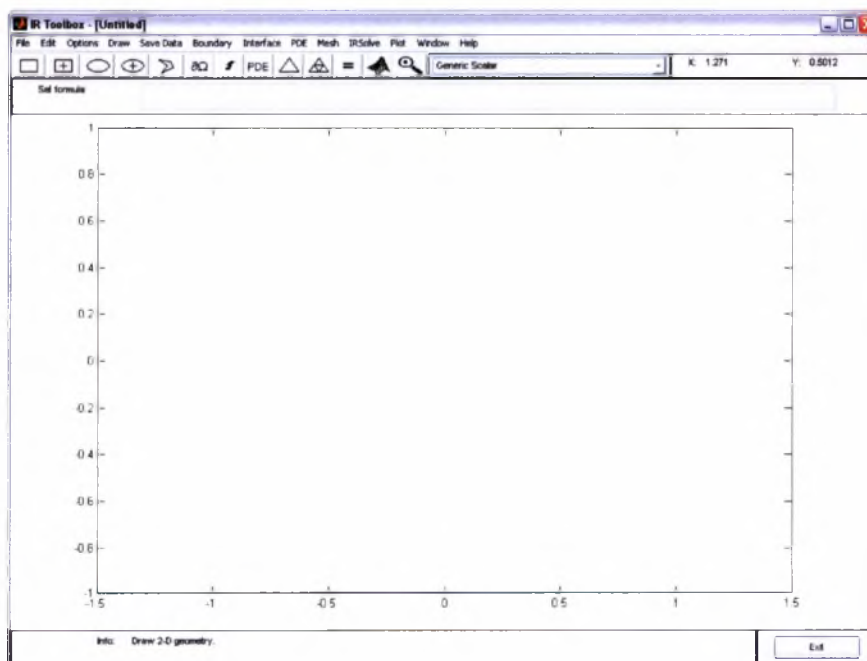 IR Toolbox - [Untitled]
File Edit Options Draw Save Data Boundary Interface PDE Mesh IRSolve Plot Window Help
∂Ω PDE = Generic Scalar X: 1.271 Y: 0.5012
Set formula
1
0.8
0.6
0.4
0.2
0
-0.2
-0.4
-0.6
-0.8
-1
-1.5 -1 -0.5 0 0.5 1 1.5
Info: Draw 2-D geometry.
Exit